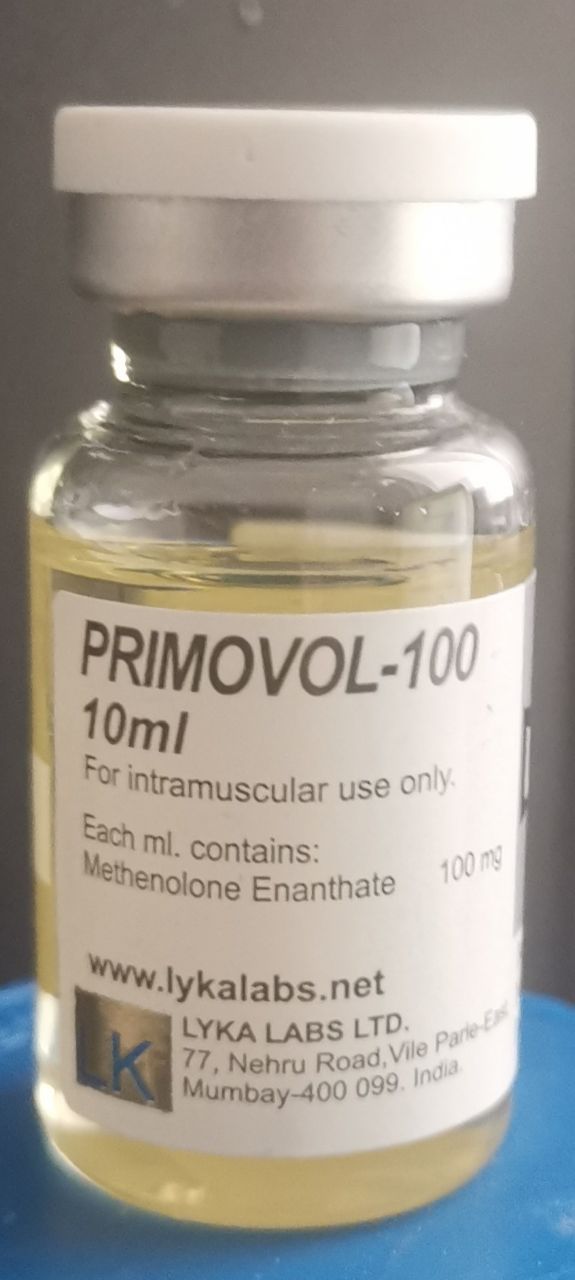 PRIMOVOL-100
10ml
For intramuscular use only.
Each ml. contains:
Methenolone Enanthate 100 mg
www.lykalabs.net
LK
LYKA LABS LTD.
77, Nehru Road, Vile Parle-East
Mumbay-400 099. India.